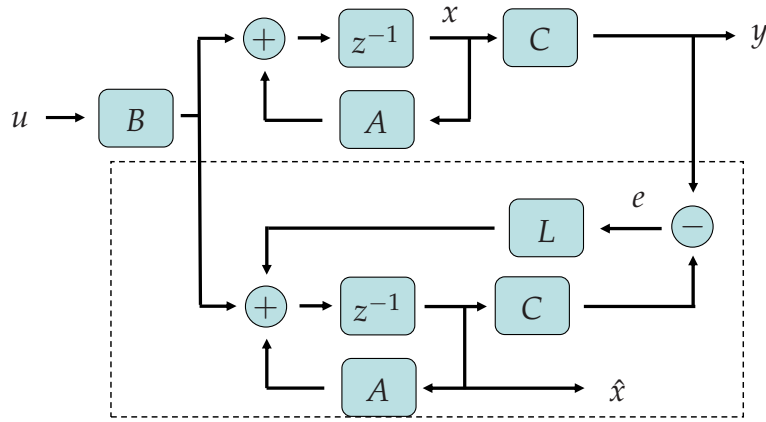 x
+ z⁻¹ C y
A
u B
e
L −
+ z⁻¹ C
A x̂